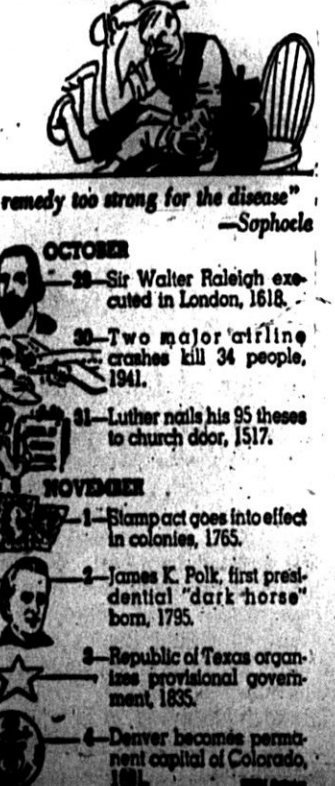 remedy too strong for the disease"
—Sophocle
OCTOBER
29—Sir Walter Raleigh exe-
cuted in London, 1618.
30—Two major airline
crashes kill 34 people,
1941.
31—Luther nails his 95 theses
to church door, 1517.
NOVEMBER
1—Stamp act goes into effect
in colonies, 1765.
2—James K. Polk, first presi-
dential "dark horse"
born, 1795.
3—Republic of Texas organ-
izes provisional govern-
ment, 1835.
4—Denver becomes perma-
nent capital of Colorado,
1881.